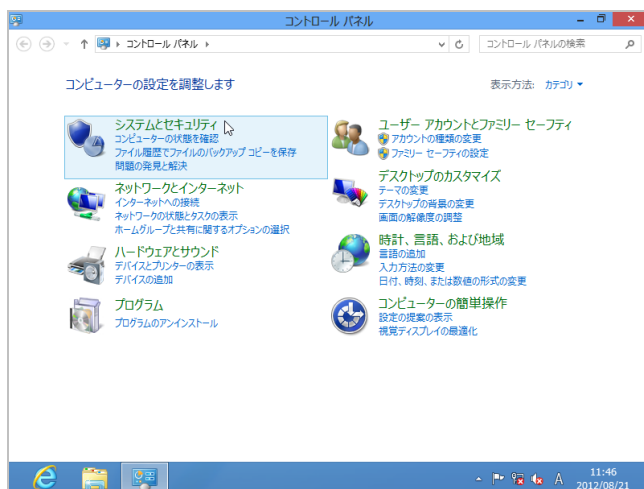 コントロール パネル
コントロール パネル
コントロール パネルの検索
コンピューターの設定を調整します
表示方法: カテゴリ
システムとセキュリティ
コンピューターの状態を確認
ファイル履歴でファイルのバックアップ コピーを保存
問題の発見と解決
ネットワークとインターネット
インターネットへの接続
ネットワークの状態とタスクの表示
ホームグループと共有に関するオプションの選択
ハードウェアとサウンド
デバイスとプリンターの表示
デバイスの追加
プログラム
プログラムのアンインストール
ユーザー アカウントとファミリー セーフティ
アカウントの種類の変更
ファミリー セーフティの設定
デスクトップのカスタマイズ
テーマの変更
デスクトップの背景の変更
画面の解像度の調整
時計、言語、および地域
言語の追加
入力方法の変更
日付、時刻、または数値の形式の変更
コンピューターの簡単操作
設定の提案の表示
視覚ディスプレイの最適化
A
11:46
2012/08/21